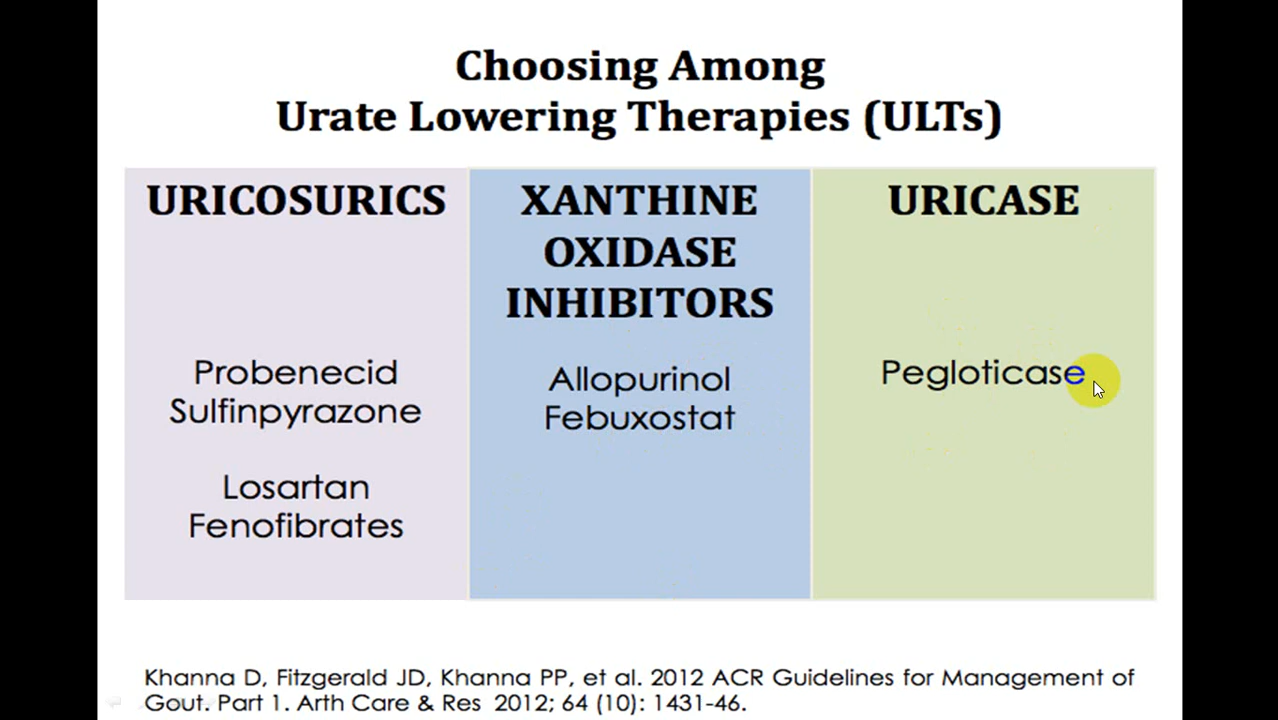 Choosing Among
Urate Lowering Therapies (ULTs)
URICOSURICS
Probenecid
Sulfinpyrazone
Losartan
Fenofibrates
XANTHINE
OXIDASE
INHIBITORS
Allopurinol
Febuxostat
URICASE
Pegloticase
Khanna D, Fitzgerald JD, Khanna PP, et al. 2012 ACR Guidelines for Management of
Gout. Part 1. Arth Care & Res 2012; 64 (10): 1431-46.